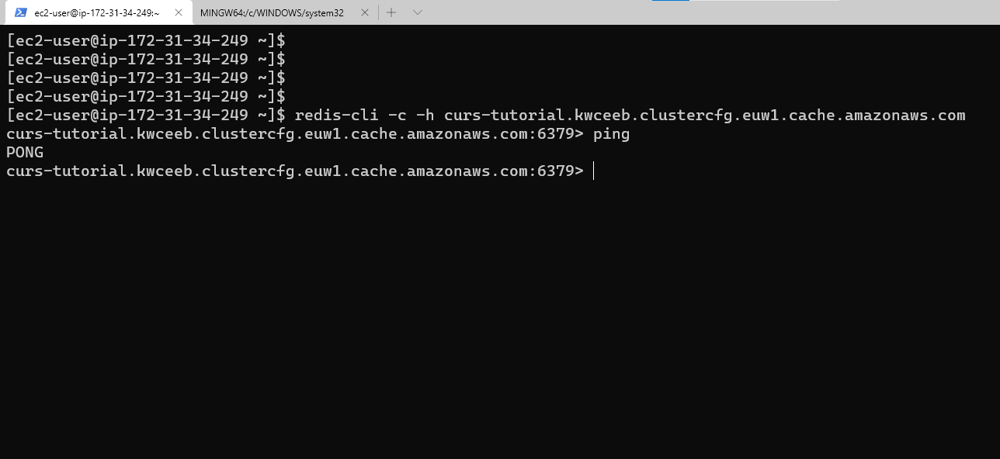 ec2-user@ip-172-31-34-249:~ MINGW64:/c/WINDOWS/system32
[ec2-user@ip-172-31-34-249 ~]$
[ec2-user@ip-172-31-34-249 ~]$
[ec2-user@ip-172-31-34-249 ~]$
[ec2-user@ip-172-31-34-249 ~]$
[ec2-user@ip-172-31-34-249 ~]$ redis-cli -c -h curs-tutorial.kwceeb.clustercfg.euw1.cache.amazonaws.com
curs-tutorial.kwceeb.clustercfg.euw1.cache.amazonaws.com:6379> ping
PONG
curs-tutorial.kwceeb.clustercfg.euw1.cache.amazonaws.com:6379>